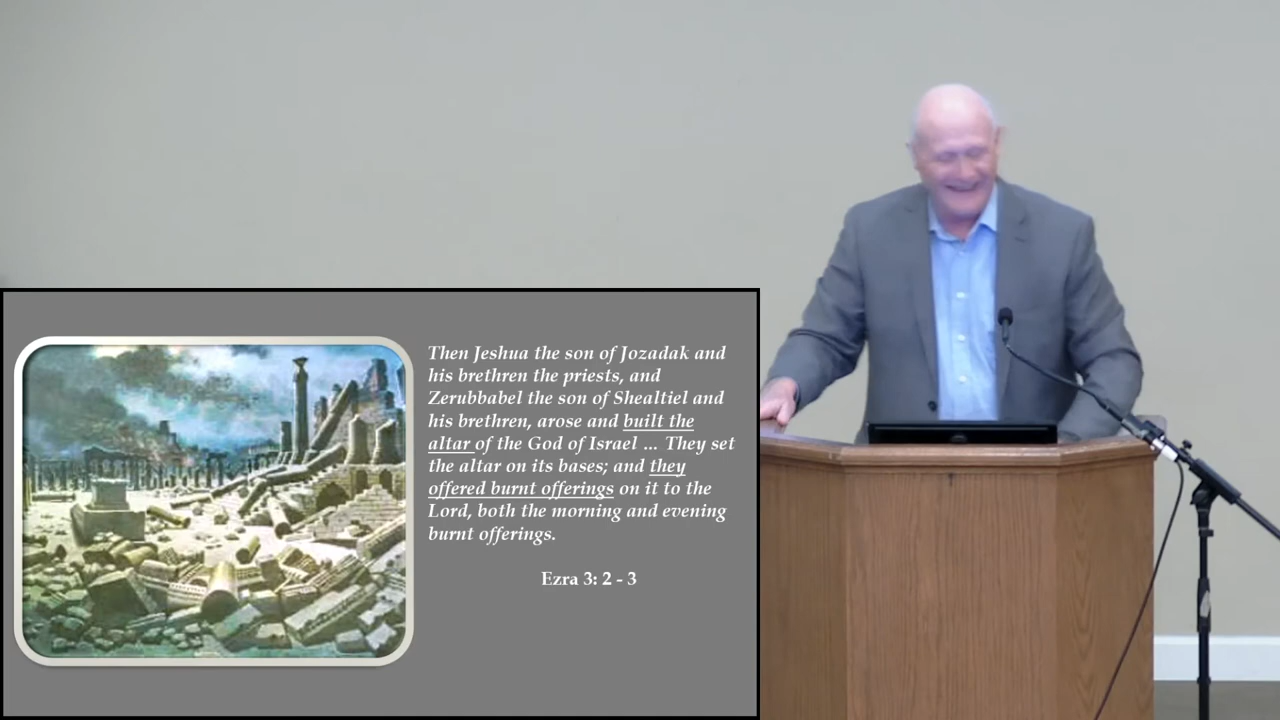 Then Jeshua the son of Jozadak and
his brethren the priests, and
Zerubbabel the son of Shealtiel and
his brethren, arose and built the
altar of the God of Israel ... They set
the altar on its bases; and they
offered burnt offerings on it to the
Lord, both the morning and evening
burnt offerings.
Ezra 3: 2 - 3